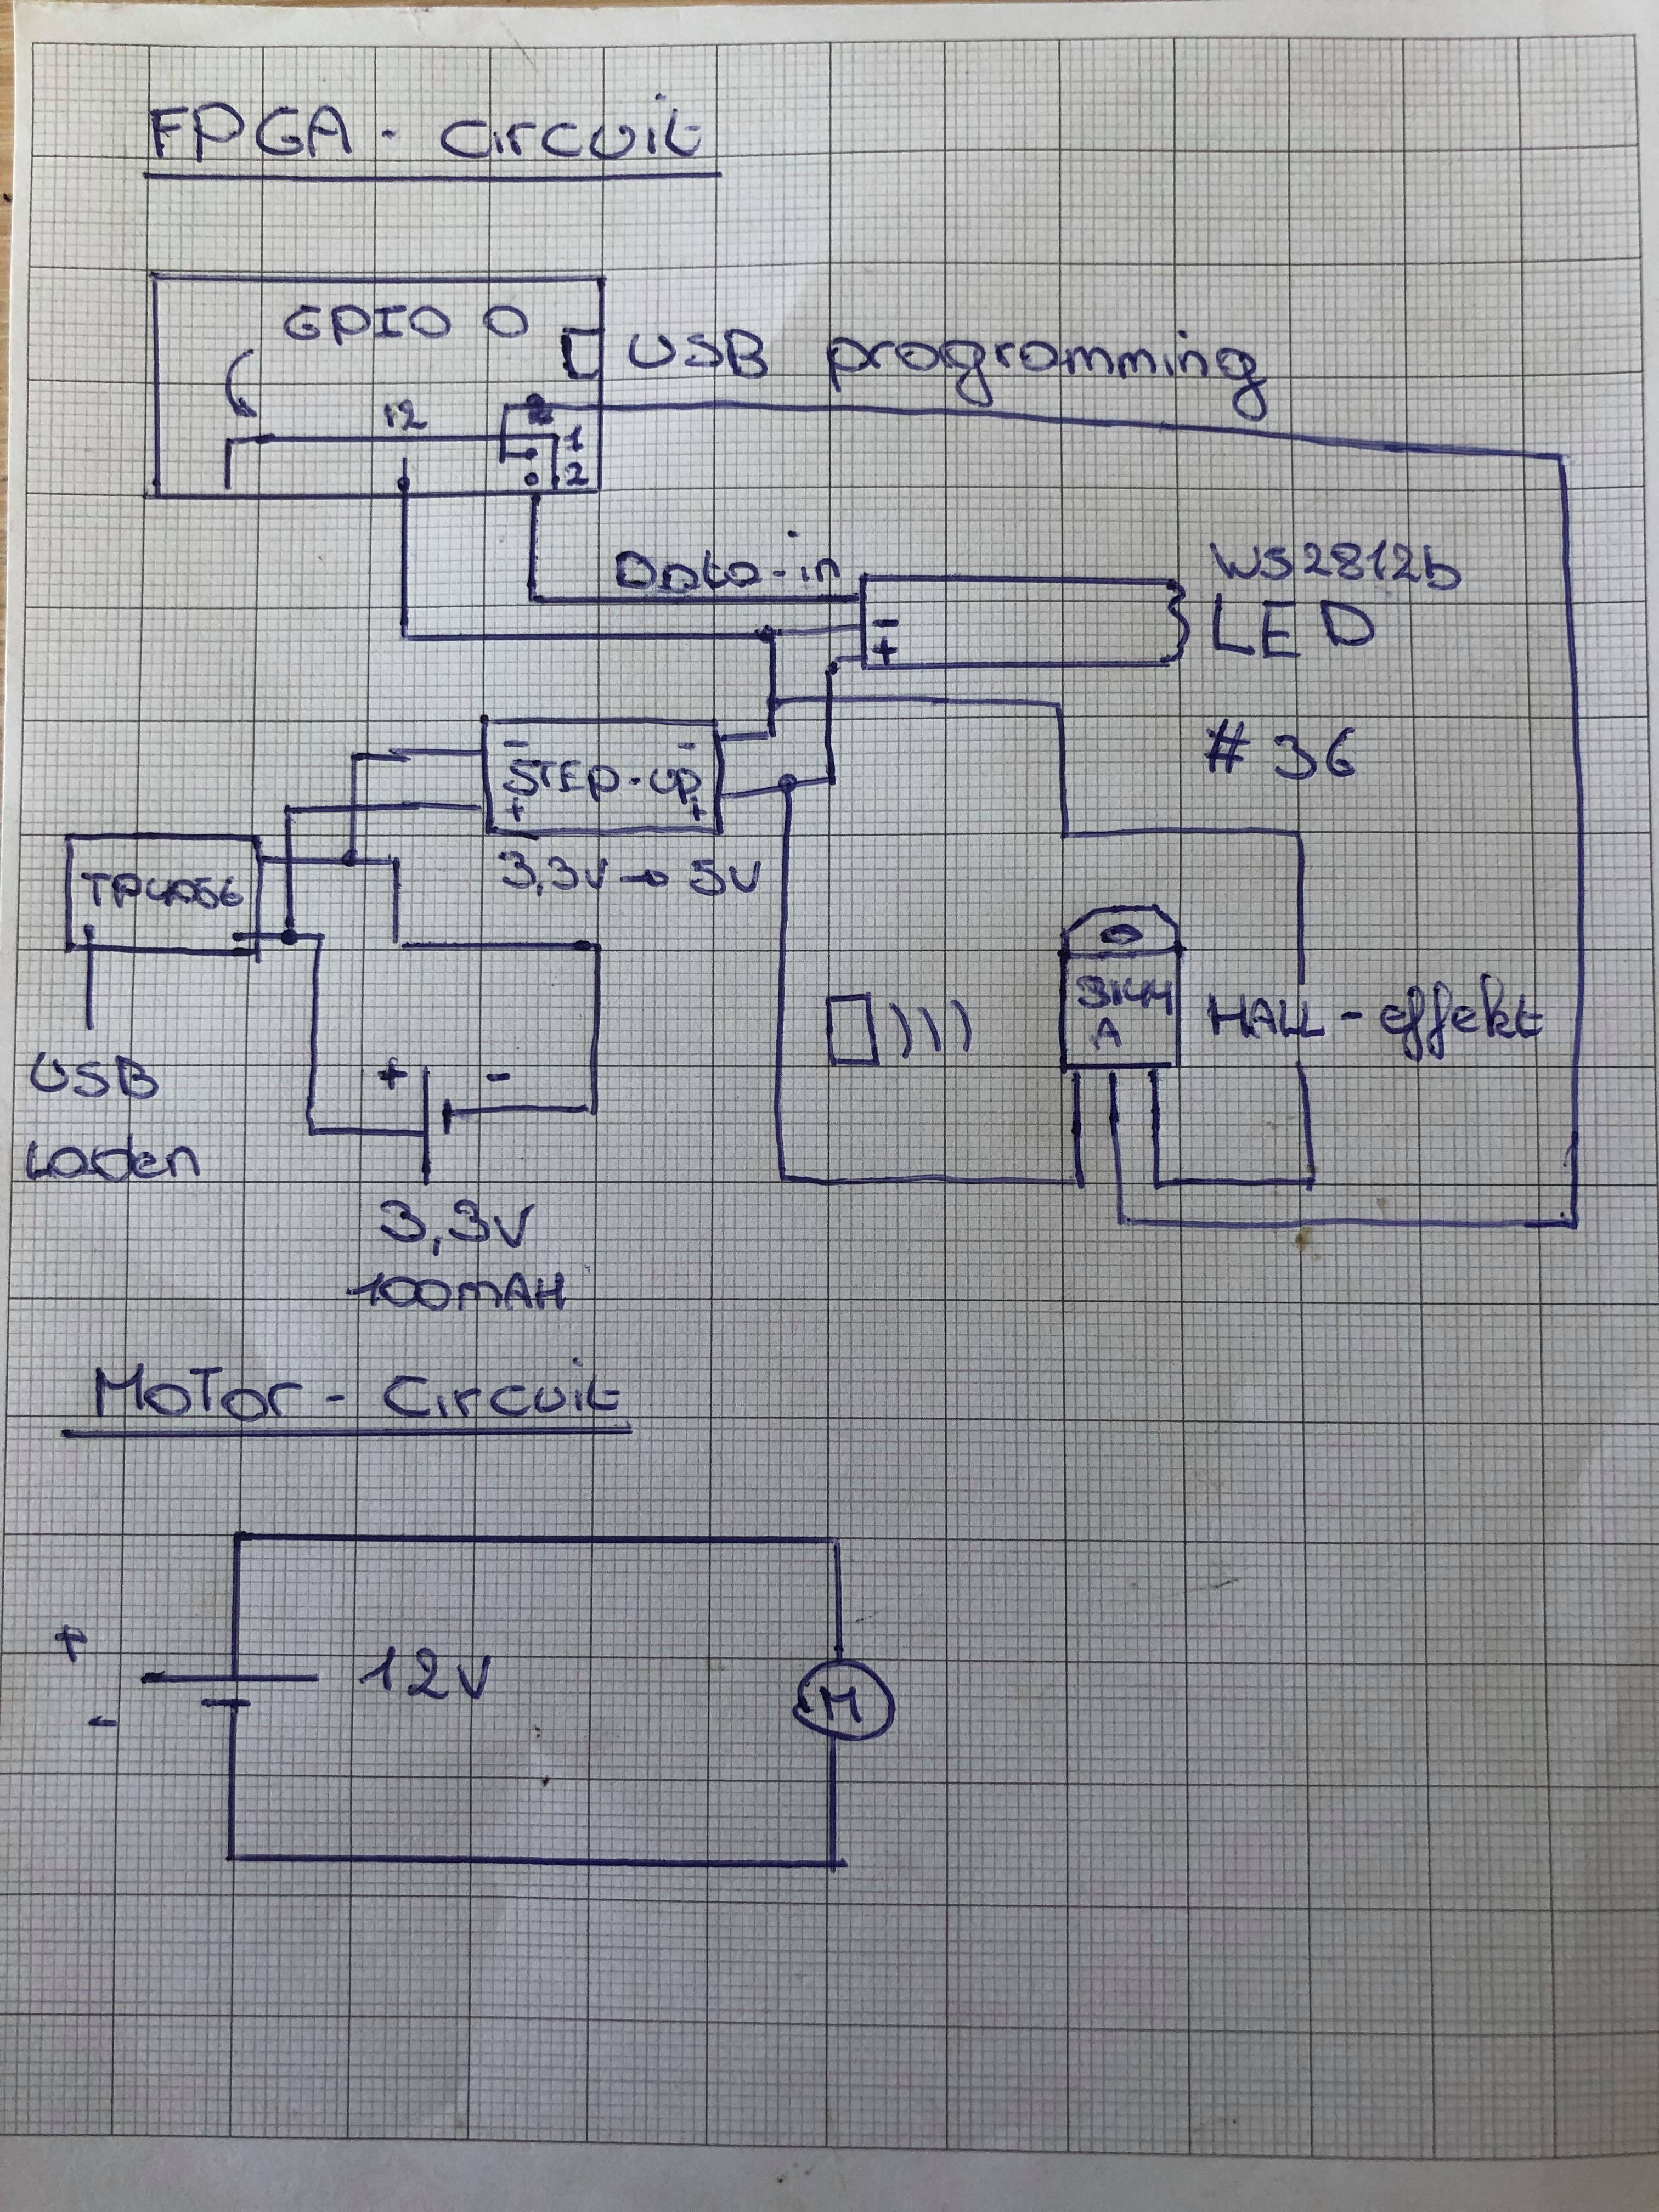 FPGA - Circuit
GPIO 0
USB programming
12 2
1
2
Data-in
WS2812b
LED
-
+
# 36
- -
STEP-UP
+ +
3,3V → 5V
TP4056
3144
A
HALL-effekt
USB
Laden
+ -
3,3V
100mAH
Motor - Circuit
+
12V
-
M